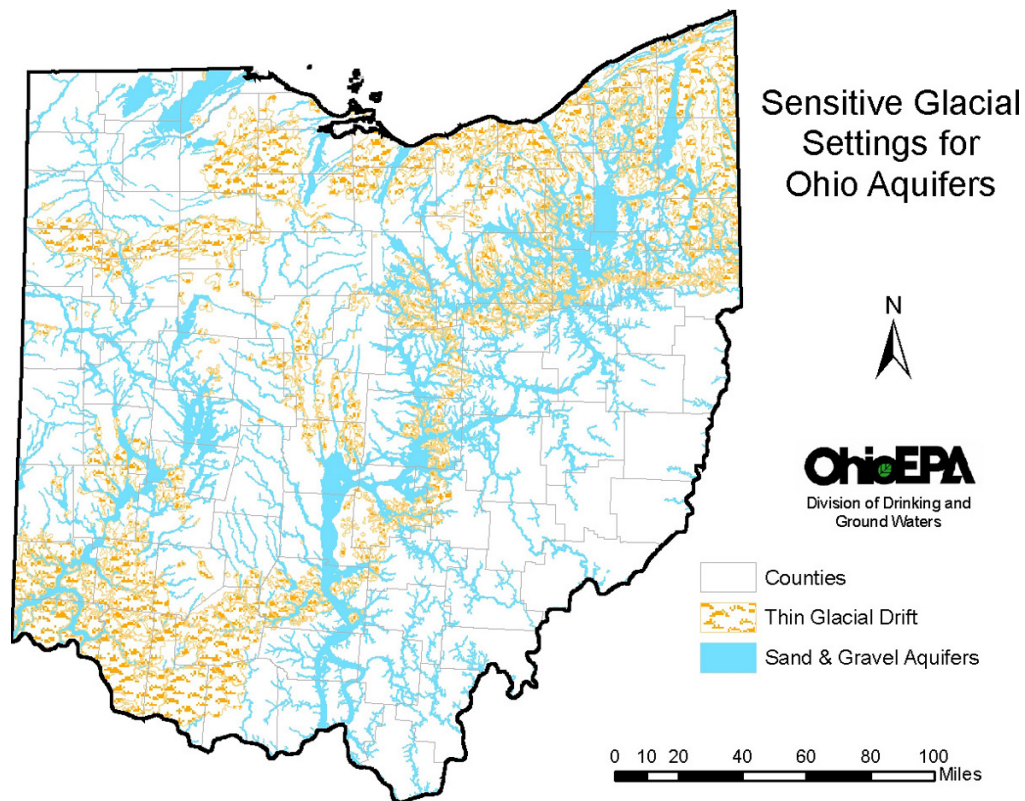 Sensitive Glacial
Settings for
Ohio Aquifers
N
OhioEPA
Division of Drinking and
Ground Waters
Counties
Thin Glacial Drift
Sand & Gravel Aquifers
0 10 20 40 60 80 100
Miles